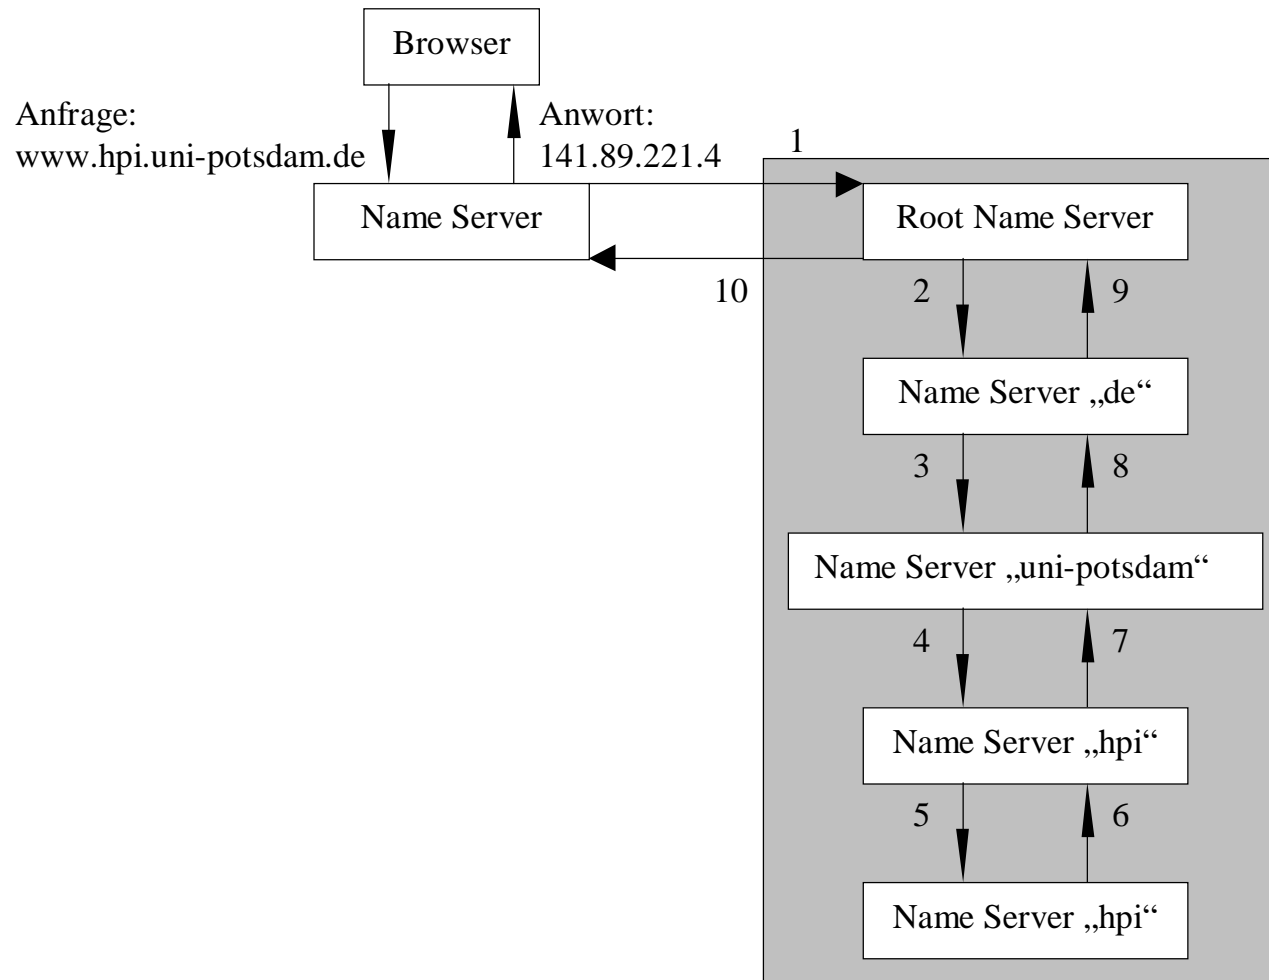 Browser
Anfrage:
www.hpi.uni-potsdam.de
Anwort:
141.89.221.4
1
Name Server
Root Name Server
10
2
9
Name Server „de“
3
8
Name Server „uni-potsdam“
4
7
Name Server „hpi“
5
6
Name Server „hpi“